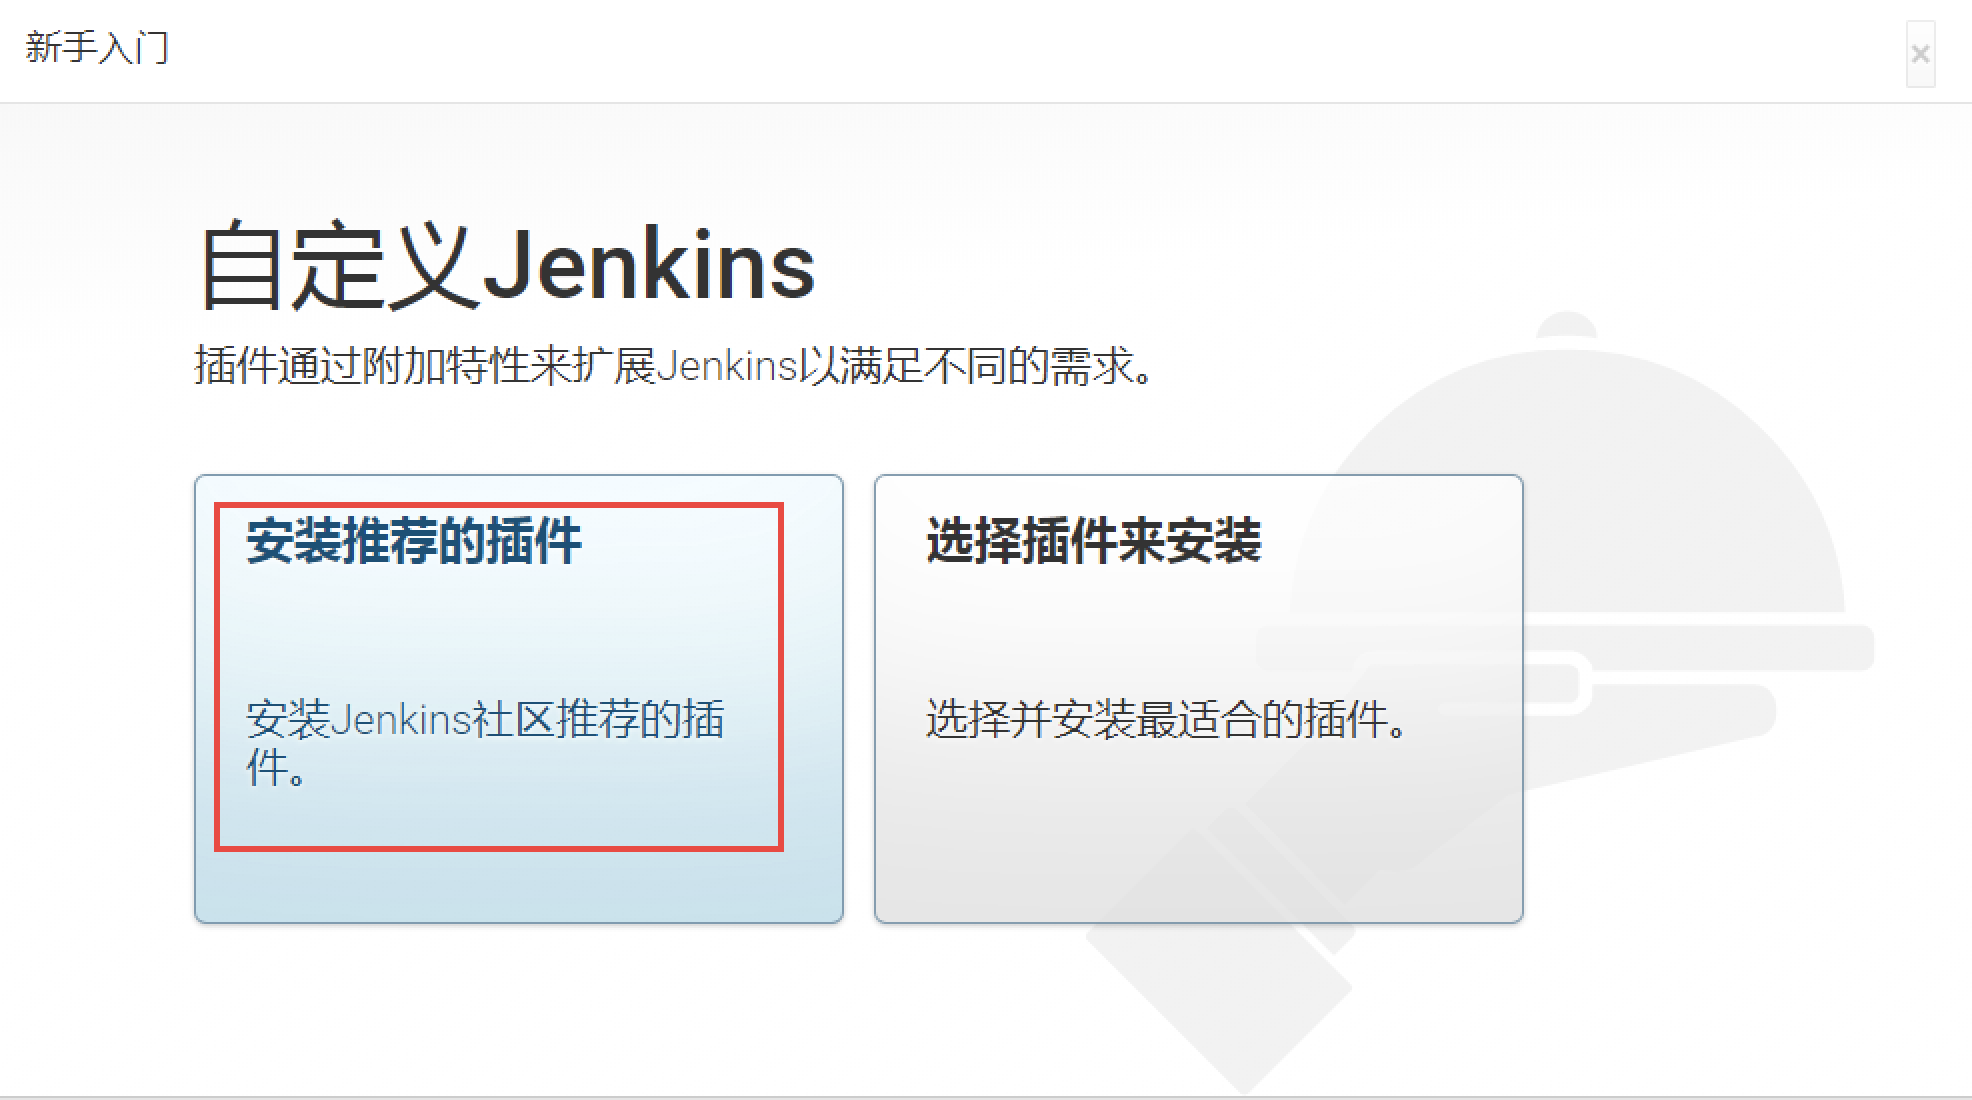 新手入门
×
自定义Jenkins
插件通过附加特性来扩展Jenkins以满足不同的需求。
安装推荐的插件
安装Jenkins社区推荐的插
件。
选择插件来安装
选择并安装最适合的插件。